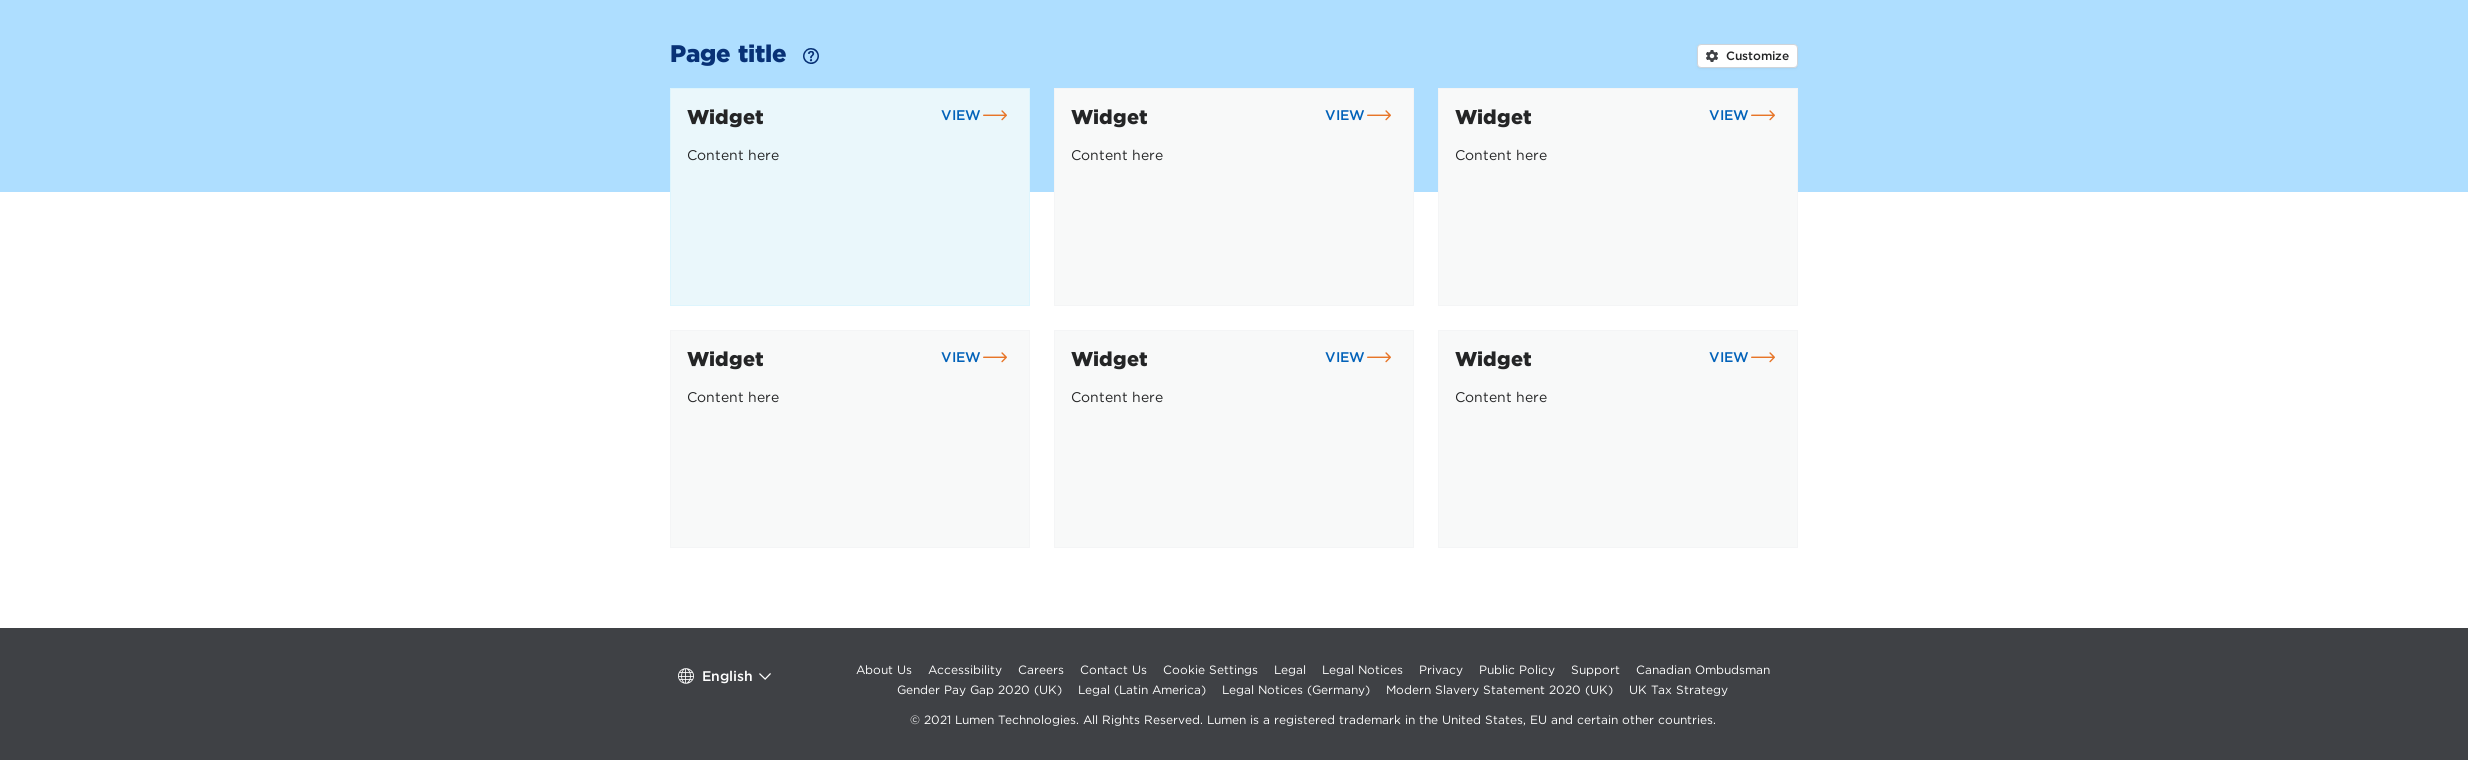 Page title
Customize
Widget VIEW
Content here
Widget VIEW
Content here
Widget VIEW
Content here
Widget VIEW
Content here
Widget VIEW
Content here
Widget VIEW
Content here
English
About Us Accessibility Careers Contact Us Cookie Settings Legal Legal Notices Privacy Public Policy Support Canadian Ombudsman
Gender Pay Gap 2020 (UK) Legal (Latin America) Legal Notices (Germany) Modern Slavery Statement 2020 (UK) UK Tax Strategy
© 2021 Lumen Technologies. All Rights Reserved. Lumen is a registered trademark in the United States, EU and certain other countries.